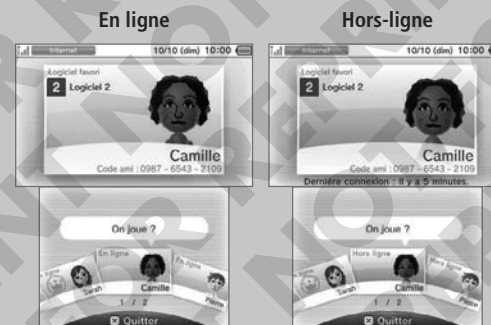 En ligne
Hors-ligne
Internet
10/10 (dim) 10:00
Logiciel favori
2 Logiciel 2
Camille
Code ami : 0987 - 6543 - 2109
On joue ?
En ligne
Sarah
Camille
Pierre
1 / 2
Quitter
Internet
10/10 (dim) 10:00
Logiciel favori
2 Logiciel 2
Camille
Code ami : 0987 - 6543 - 2109
Dernière connexion : Il y a 5 minutes.
On joue ?
Hors ligne
Sarah
Camille
Pierre
1 / 2
Quitter